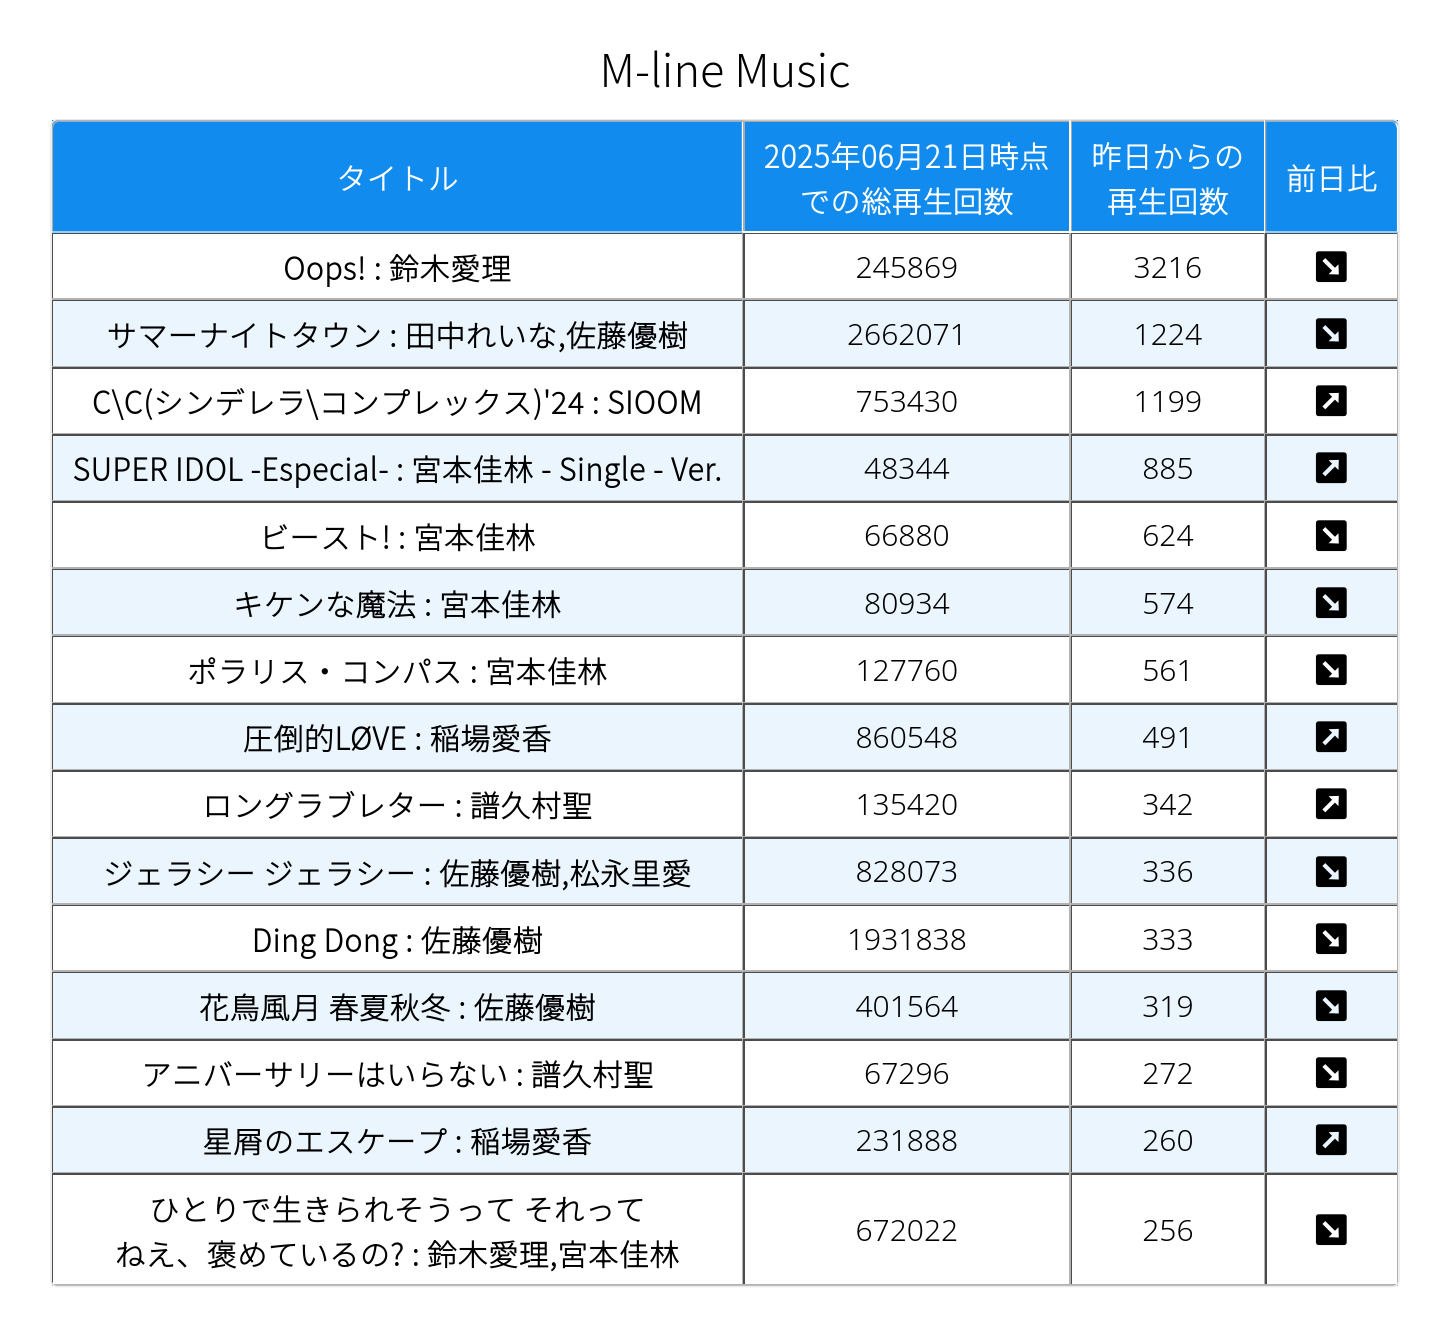 M-line Music
タイトル
2025年06月21日時点
での総再生回数
昨日からの
再生回数
前日比
Oops! : 鈴木愛理 245869 3216 ↘
サマーナイトタウン : 田中れいな,佐藤優樹 2662071 1224 ↘
C\C(シンデレラ\コンプレックス)'24 : SIOOM 753430 1199 ↗
SUPER IDOL -Especial- : 宮本佳林 - Single - Ver. 48344 885 ↗
ビースト! : 宮本佳林 66880 624 ↘
キケンな魔法 : 宮本佳林 80934 574 ↘
ポラリス・コンパス : 宮本佳林 127760 561 ↘
圧倒的LØVE : 稲場愛香 860548 491 ↗
ロングラブレター : 譜久村聖 135420 342 ↗
ジェラシー ジェラシー : 佐藤優樹,松永里愛 828073 336 ↘
Ding Dong : 佐藤優樹 1931838 333 ↘
花鳥風月 春夏秋冬 : 佐藤優樹 401564 319 ↘
アニバーサリーはいらない : 譜久村聖 67296 272 ↘
星屑のエスケープ : 稲場愛香 231888 260 ↗
ひとりで生きられそうって それって
ねえ、褒めているの? : 鈴木愛理,宮本佳林 672022 256 ↘